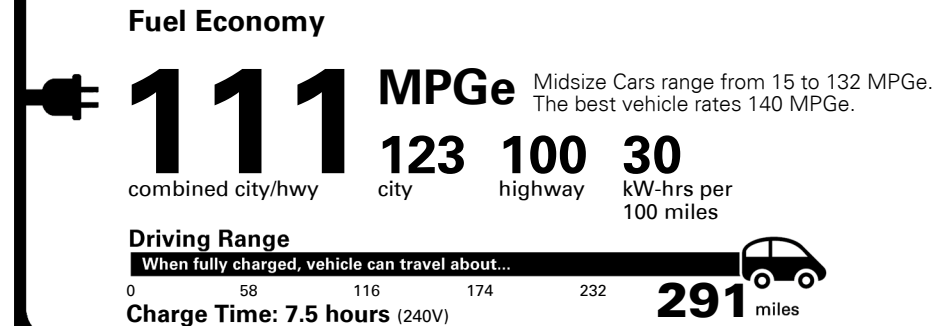 Fuel Economy
111
combined city/hwy
MPGe
Midsize Cars range from 15 to 132 MPGe.
The best vehicle rates 140 MPGe.
123
city
100
highway
30
kW-hrs per
100 miles
Driving Range
When fully charged, vehicle can travel about...
0 58 116 174 232 291 miles
Charge Time: 7.5 hours (240V)